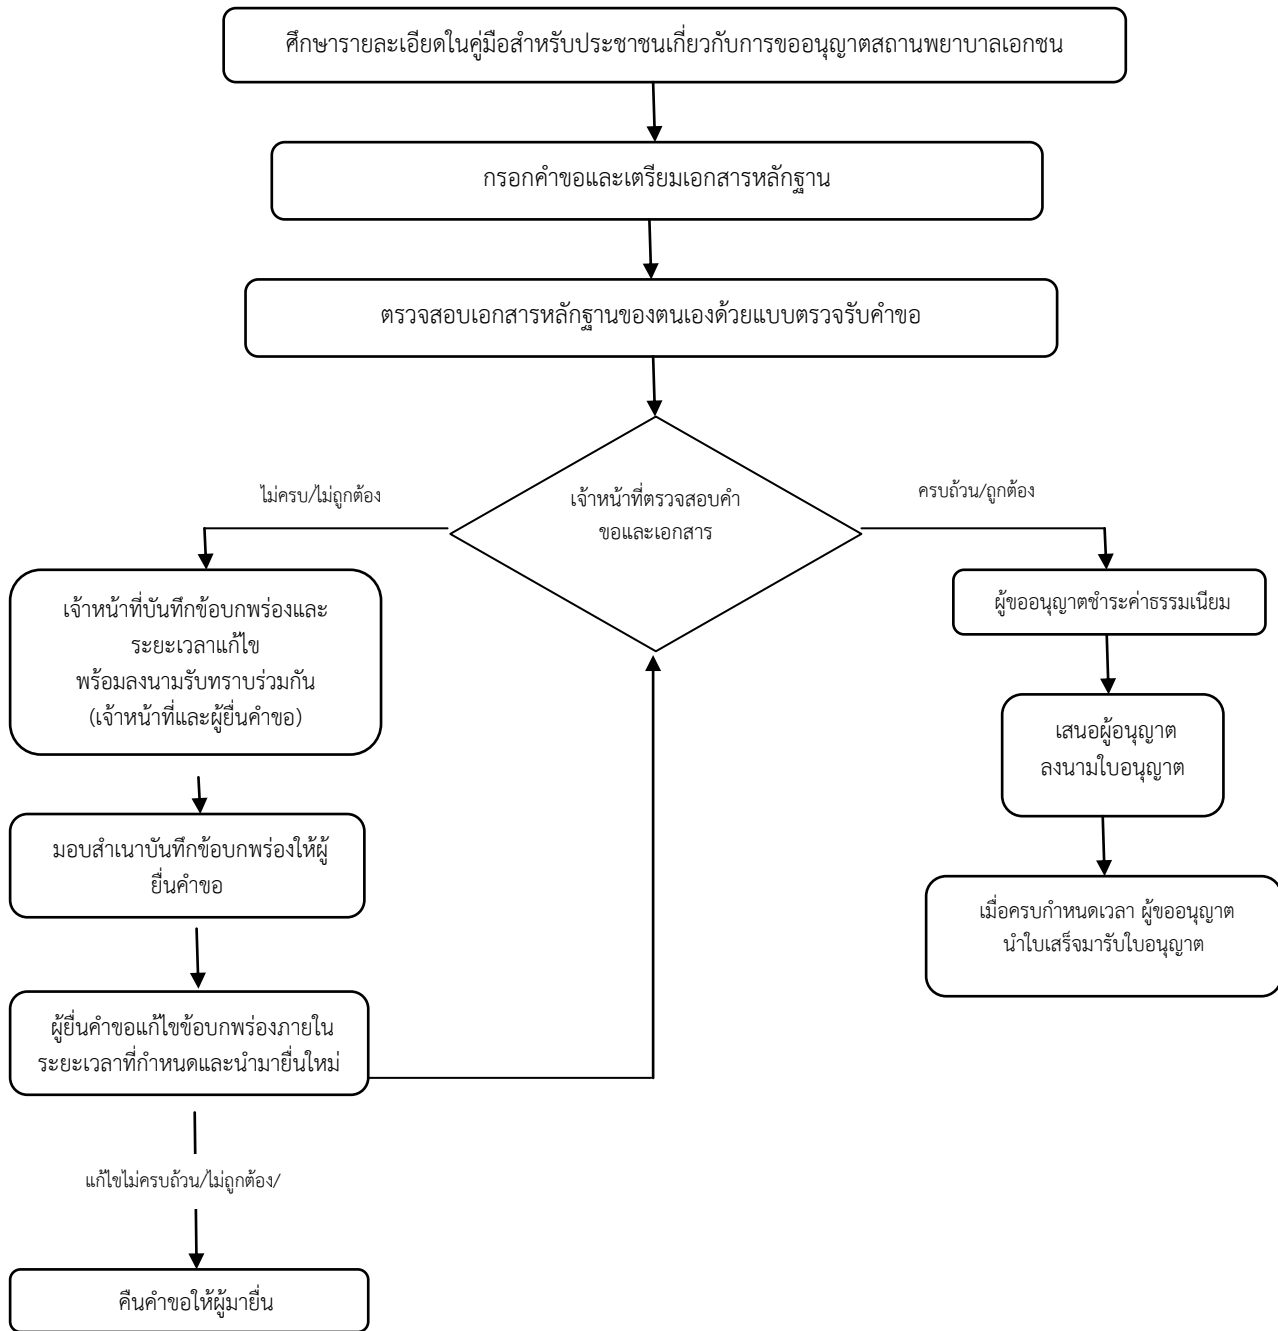 ศึกษารายละเอียดในคู่มือสำหรับประชาชนเกี่ยวกับการขออนุญาตสถานพยาบาลเอกชน
กรอกคำขอและเตรียมเอกสารหลักฐาน
ตรวจสอบเอกสารหลักฐานของตนเองด้วยแบบตรวจรับคำขอ
เจ้าหน้าที่ตรวจสอบคำ
ขอและเอกสาร
ไม่ครบ/ไม่ถูกต้อง
ครบถ้วน/ถูกต้อง
เจ้าหน้าที่บันทึกข้อบกพร่องและ
ระยะเวลาแก้ไข
พร้อมลงนามรับทราบร่วมกัน
(เจ้าหน้าที่และผู้ยื่นคำขอ)
มอบสำเนาบันทึกข้อบกพร่องให้ผู้
ยื่นคำขอ
ผู้ยื่นคำขอแก้ไขข้อบกพร่องภายใน
ระยะเวลาที่กำหนดและนำมายื่นใหม่
แก้ไขไม่ครบถ้วน/ไม่ถูกต้อง/
คืนคำขอให้ผู้มายื่น
ผู้ขออนุญาตชำระค่าธรรมเนียม
เสนอผู้อนุญาต
ลงนามใบอนุญาต
เมื่อครบกำหนดเวลา ผู้ขออนุญาต
นำใบเสร็จมารับใบอนุญาต